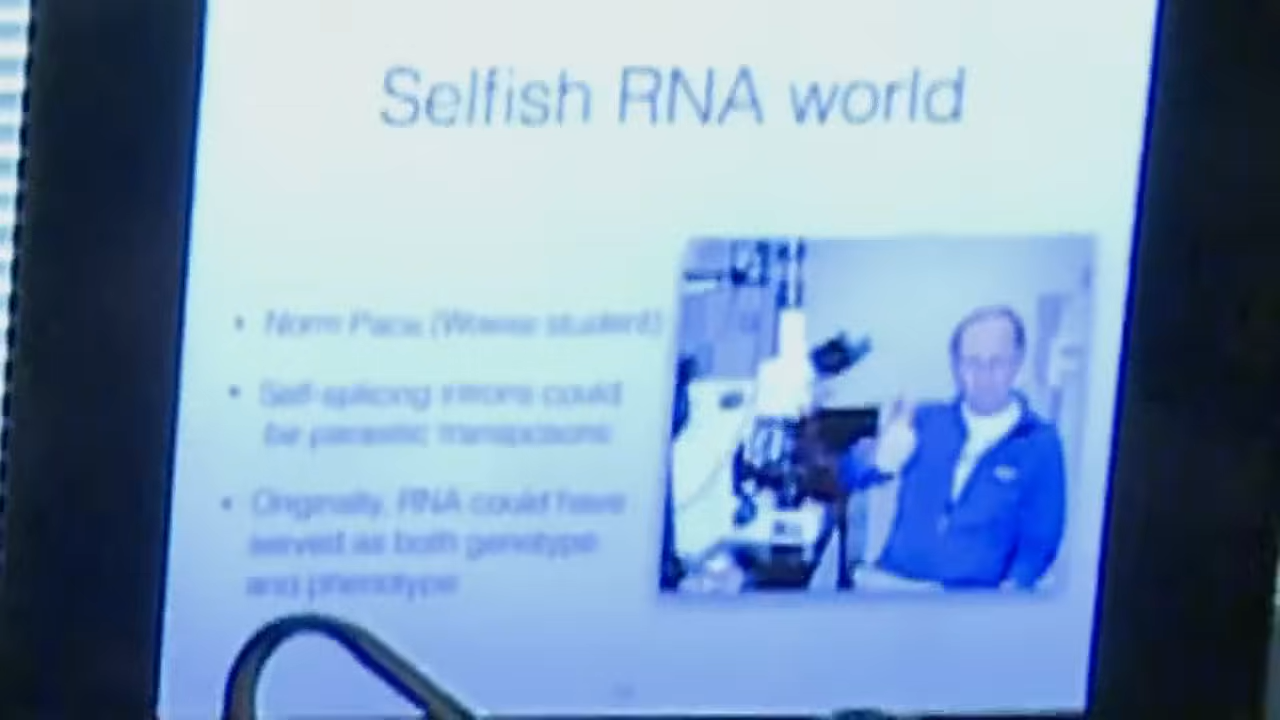 Selfish RNA world
• Norm Pace (Woese student)
• Self-splicing introns could
be parasitic transposons
• Originally, RNA could have
served as both genotype
and phenotype